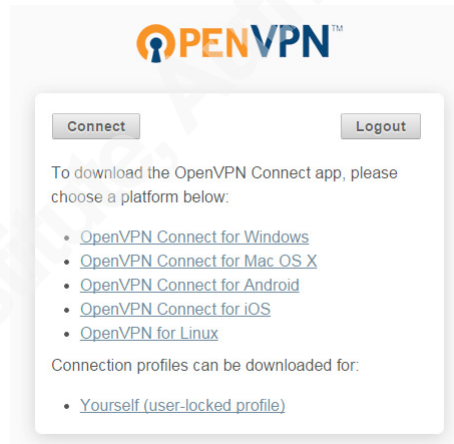 OPENVPN™
Connect
Logout
To download the OpenVPN Connect app, please
choose a platform below:
OpenVPN Connect for Windows
OpenVPN Connect for Mac OS X
OpenVPN Connect for Android
OpenVPN Connect for iOS
OpenVPN for Linux
Connection profiles can be downloaded for:
Yourself (user-locked profile)